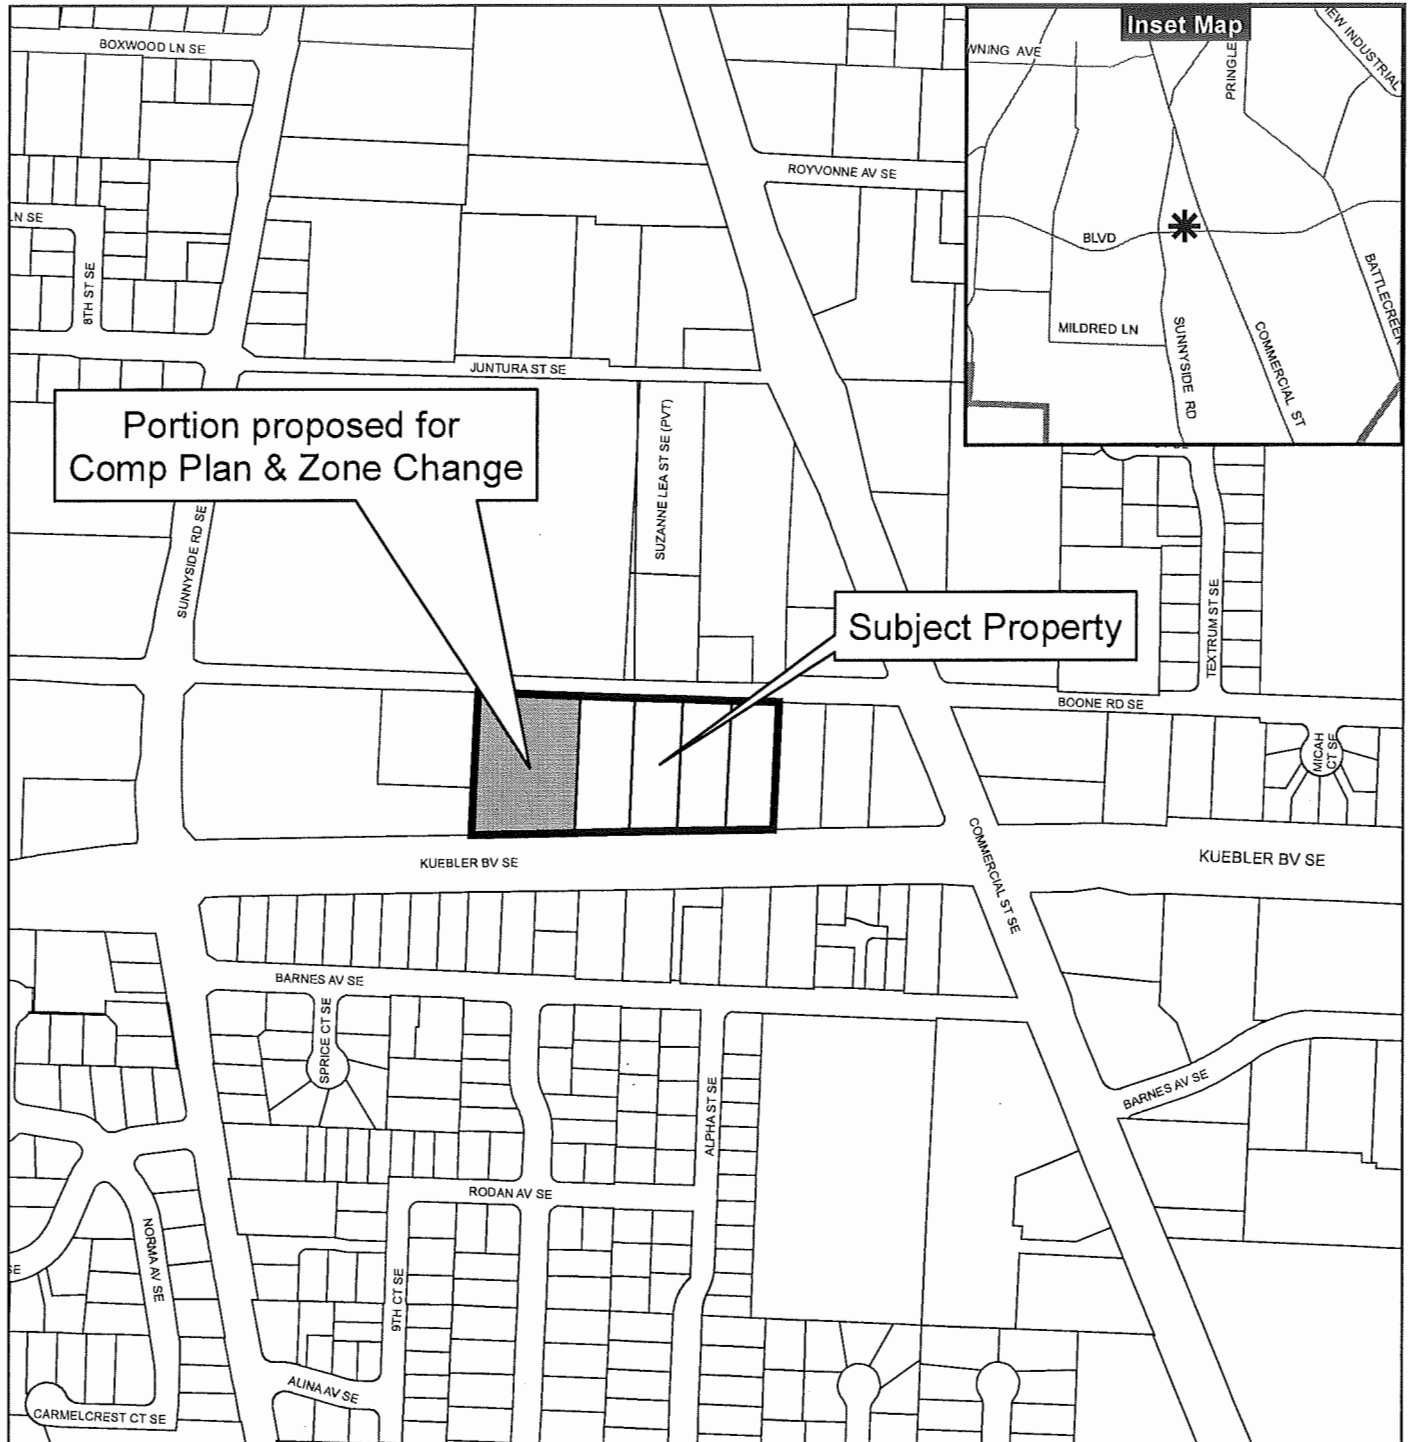 BOXWOOD LN SE
Inset Map
WNING AVE
PRINGLE
EW INDUSTRIAL
ROYVONNE AV SE
LN SE
8TH ST SE
BLVD
BATTLECREEK
MILDRED LN
SUNNYSIDE RD
COMMERCIAL ST
JUNTURA ST SE
Portion proposed for
Comp Plan & Zone Change
SUZANNE LEA ST SE (PVT)
SUNNYSIDE RD SE
Subject Property
TEXTRUM ST SE
BOONE RD SE
MICAH
CT SE
KUEBLER BV SE
COMMERCIAL ST SE
KUEBLER BV SE
BARNES AV SE
SPRICE CT SE
ALPHA ST SE
BARNES AV SE
RODAN AV SE
NORMA AV SE
SE
9TH CT SE
ALINA AV SE
CARMELCREST CT SE